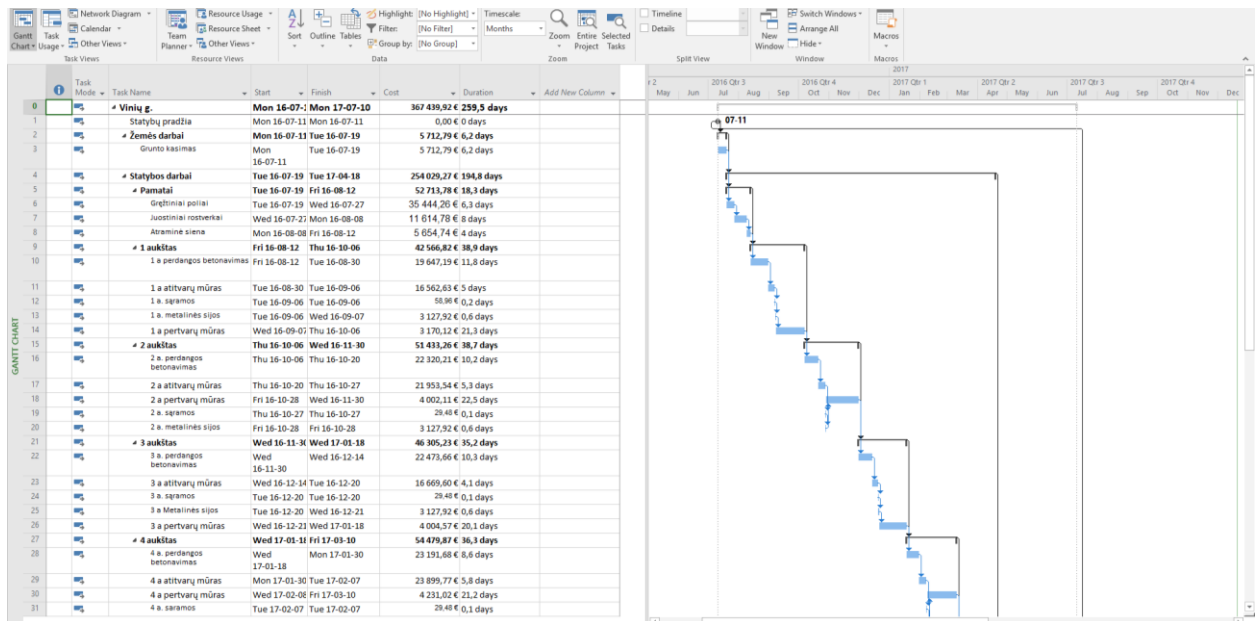 Network Diagram Resource Usage Highlight: [No Highlight] Timescale: Timeline Switch Windows
Calendar Resource Sheet Filter: [No Filter] Months Details Arrange All
Gantt Chart Task Usage Other Views Team Planner Other Views Sort Outline Tables Group by: [No Group] Zoom Entire Project Selected Tasks New Window Hide Macros
Task Views Resource Views Data Zoom Split View Window Macros
2017
2016 Qtr 3 2016 Qtr 4 2017 Qtr 1 2017 Qtr 2 2017 Qtr 3 2017 Qtr 4
May Jun Jul Aug Sep Oct Nov Dec Jan Feb Mar Apr May Jun Jul Aug Sep Oct Nov Dec
Task Mode Task Name Start Finish Cost Duration Add New Column
0 Vinių g. Mon 16-07- Mon 17-07-10 367 439,92 € 259,5 days
1 Statybų pradžia Mon 16-07-11 Mon 16-07-11 0,00 € 0 days
07-11
2 Žemės darbai Mon 16-07-11 Tue 16-07-19 5 712,79 € 6,2 days
3 Grunto kasimas Mon 16-07-11 Tue 16-07-19 5 712,79 € 6,2 days
4 Statybos darbai Tue 16-07-19 Tue 17-04-18 254 029,27 € 194,8 days
5 Pamatai Tue 16-07-19 Fri 16-08-12 52 713,78 € 18,3 days
6 Gręžtiniai poliai Tue 16-07-19 Wed 16-07-27 35 444,26 € 6,3 days
7 Juostiniai rostverkai Wed 16-07-27 Mon 16-08-08 11 614,78 € 8 days
8 Atraminė siena Mon 16-08-08 Fri 16-08-12 5 654,74 € 4 days
9 1 aukštas Fri 16-08-12 Thu 16-10-06 42 566,82 € 38,9 days
10 1 a perdangos betonavimas Fri 16-08-12 Tue 16-08-30 19 647,19 € 11,8 days
11 1 a atitvarų mūras Tue 16-08-30 Tue 16-09-06 16 562,63 € 5 days
12 1 a. sąramos Tue 16-09-06 Tue 16-09-06 58,96 € 0,2 days
13 1 a. metalinės sijos Tue 16-09-06 Wed 16-09-07 3 127,92 € 0,6 days
14 1 a pertvarų mūras Wed 16-09-07 Thu 16-10-06 3 170,12 € 21,3 days
15 2 aukštas Thu 16-10-06 Wed 16-11-30 51 433,26 € 38,7 days
16 2 a. perdangos betonavimas Thu 16-10-06 Thu 16-10-20 22 320,21 € 10,2 days
17 2 a atitvarų mūras Thu 16-10-20 Thu 16-10-27 21 953,54 € 5,3 days
18 2 a pertvarų mūras Fri 16-10-28 Wed 16-11-30 4 002,11 € 22,5 days
19 2 a. sąramos Thu 16-10-27 Thu 16-10-27 29,48 € 0,1 days
20 2 a. metalinės sijos Fri 16-10-28 Fri 16-10-28 3 127,92 € 0,6 days
21 3 aukštas Wed 16-11-30 Wed 17-01-18 46 305,23 € 35,2 days
22 3 a. perdangos betonavimas Wed 16-11-30 Wed 16-12-14 22 473,66 € 10,3 days
23 3 a atitvarų mūras Wed 16-12-14 Tue 16-12-20 16 669,60 € 4,1 days
24 3 a. sąramos Tue 16-12-20 Tue 16-12-20 29,48 € 0,1 days
25 3 a Metalinės sijos Tue 16-12-20 Wed 16-12-21 3 127,92 € 0,6 days
26 3 a pertvarų mūras Wed 16-12-21 Wed 17-01-18 4 004,57 € 20,1 days
27 4 aukštas Wed 17-01-18 Fri 17-03-10 54 479,87 € 36,3 days
28 4 a. perdangos betonavimas Wed 17-01-18 Mon 17-01-30 23 191,68 € 8,6 days
29 4 a atitvarų mūras Mon 17-01-30 Tue 17-02-07 23 899,77 € 5,8 days
30 4 a pertvarų mūras Wed 17-02-08 Fri 17-03-10 4 231,02 € 21,2 days
31 4 a. saramos Tue 17-02-07 Tue 17-02-07 29,48 € 0,1 days
GANTT CHART